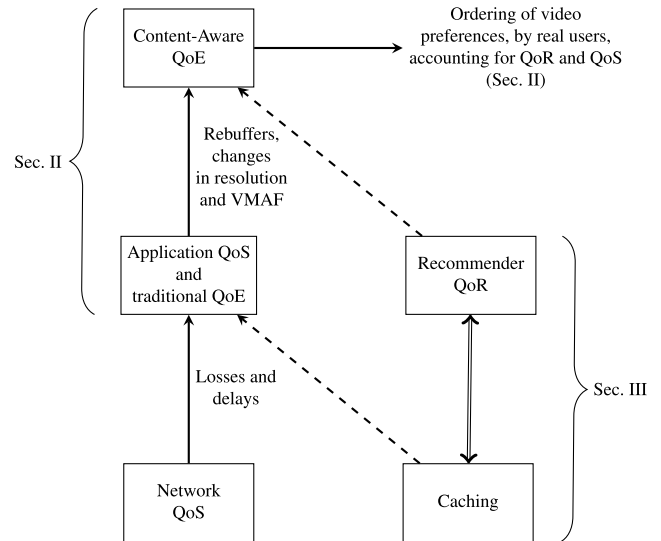 Content-Aware
QoE
Ordering of video
preferences, by real users,
accounting for QoR and QoS
(Sec. II)
Sec. II
Rebuffers,
changes
in resolution
and VMAF
Application QoS
and
traditional QoE
Recommender
QoR
Losses and
delays
Sec. III
Network
QoS
Caching